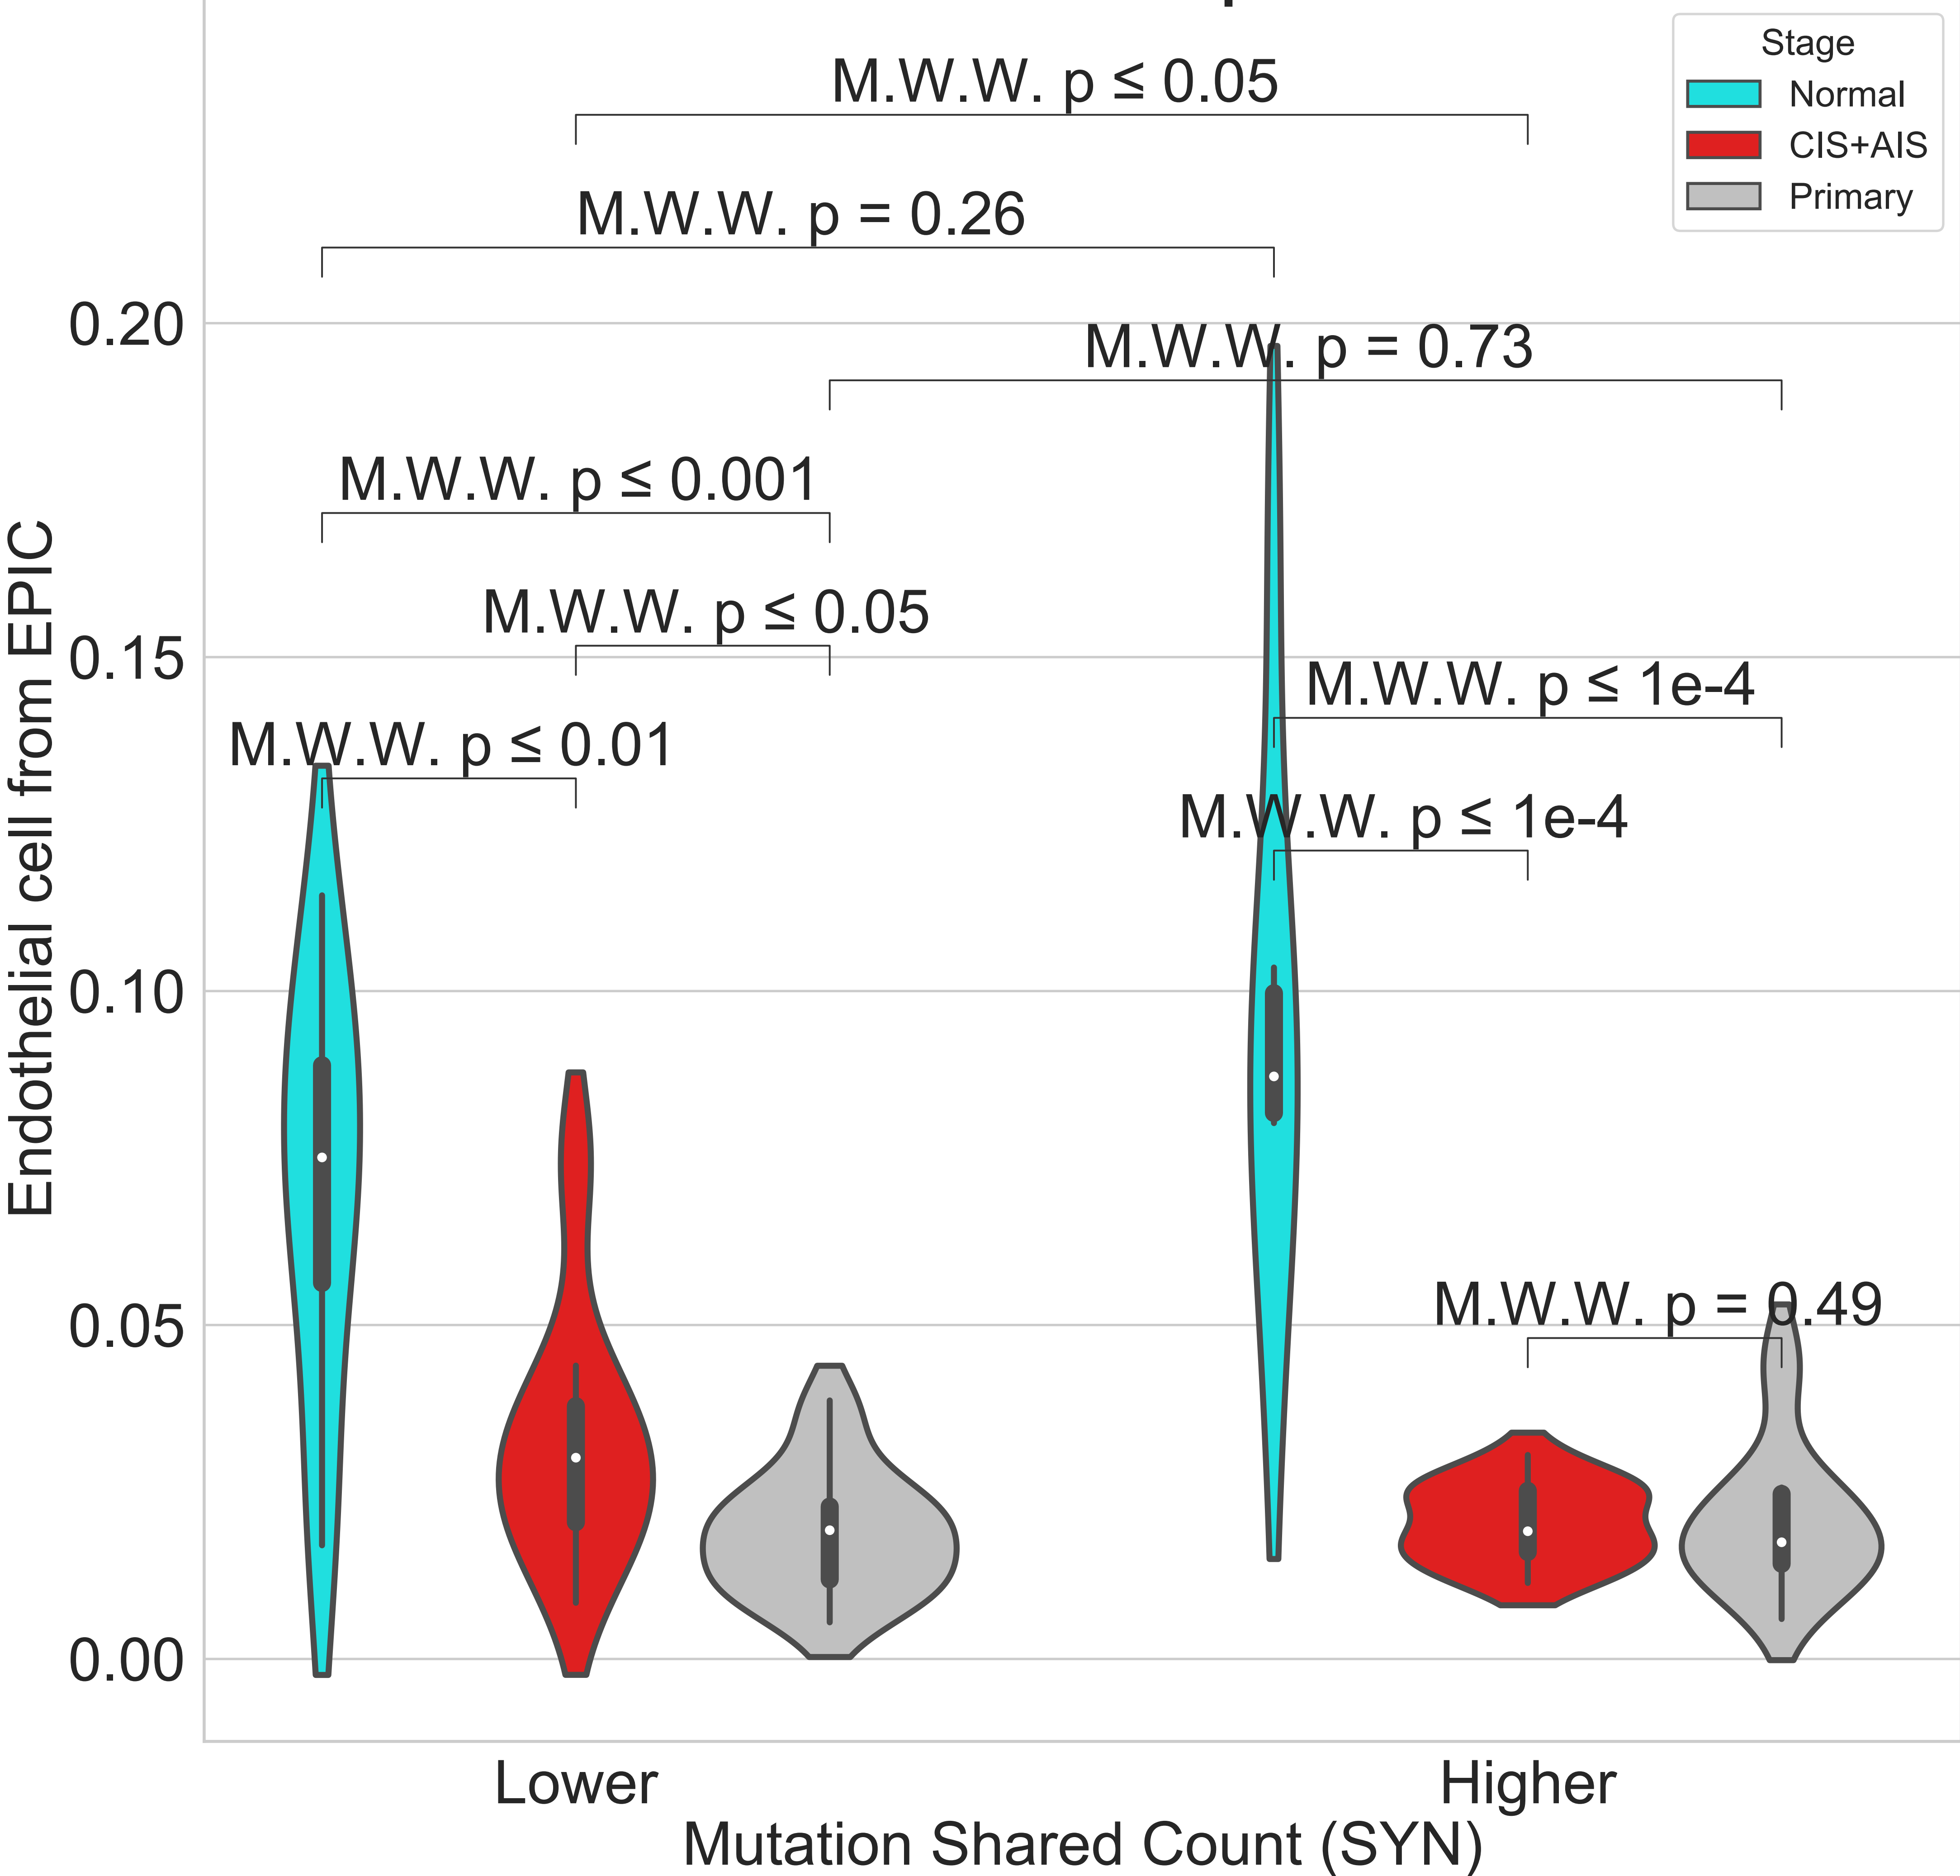 Stage
Normal
CIS+AIS
Primary
M.W.W. p ≤ 0.05
M.W.W. p = 0.26
M.W.W. p = 0.73
M.W.W. p ≤ 0.001
M.W.W. p ≤ 0.05
M.W.W. p ≤ 1e-4
M.W.W. p ≤ 0.01
M.W.W. p ≤ 1e-4
M.W.W. p = 0.49
Endothelial cell from EPIC
0.20
0.15
0.10
0.05
0.00
Lower
Higher
Mutation Shared Count (SYN)